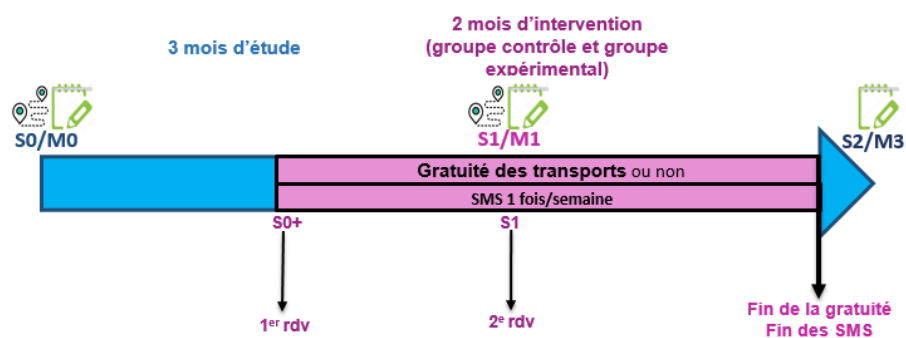 3 mois d'étude
2 mois d'intervention
(groupe contrôle et groupe
expérimental)
S0/M0
S1/M1
S2/M3
Gratuité des transports ou non
SMS 1 fois/semaine
S0+
S1
1er rdv
2e rdv
Fin de la gratuité
Fin des SMS